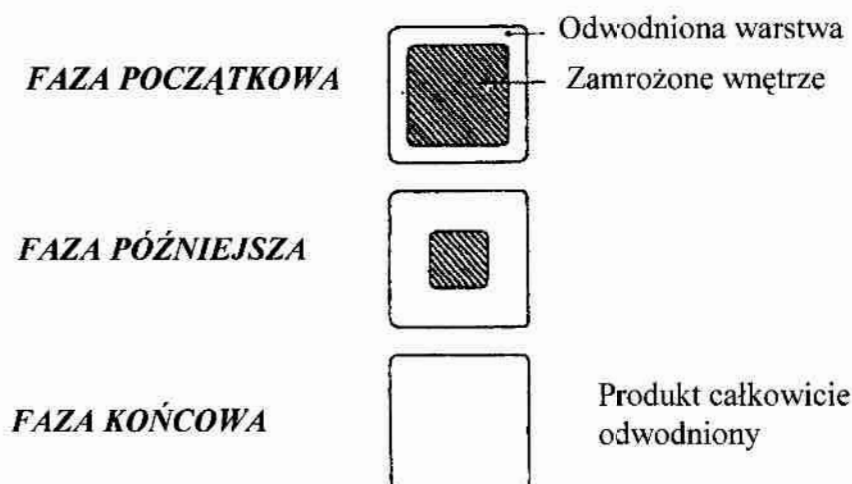 Odwodniona warstwa
FAZA POCZĄTKOWA
Zamrożone wnętrze
FAZA PÓŹNIEJSZA
FAZA KOŃCOWA
Produkt całkowicie
odwodniony